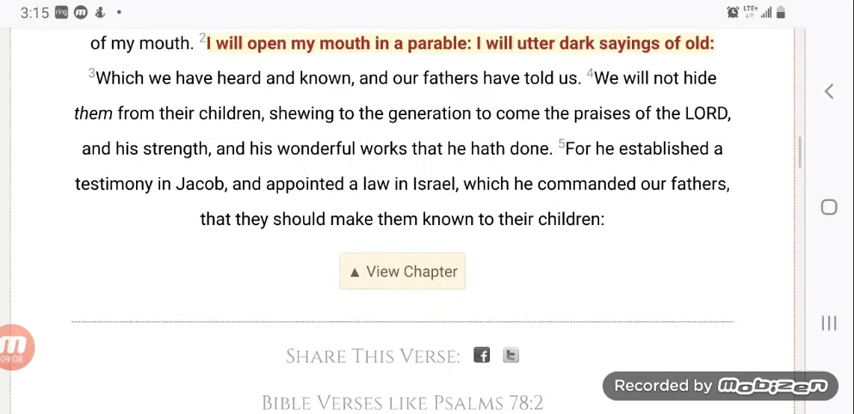 3:15 ring LTE+
of my mouth. 2I will open my mouth in a parable: I will utter dark sayings of old:
3Which we have heard and known, and our fathers have told us. 4We will not hide
them from their children, shewing to the generation to come the praises of the LORD,
and his strength, and his wonderful works that he hath done. 5For he established a
testimony in Jacob, and appointed a law in Israel, which he commanded our fathers,
that they should make them known to their children:
▲ View Chapter
SHARE THIS VERSE: f t
09:08
Recorded by mobizen
BIBLE VERSES LIKE PSALMS 78:2